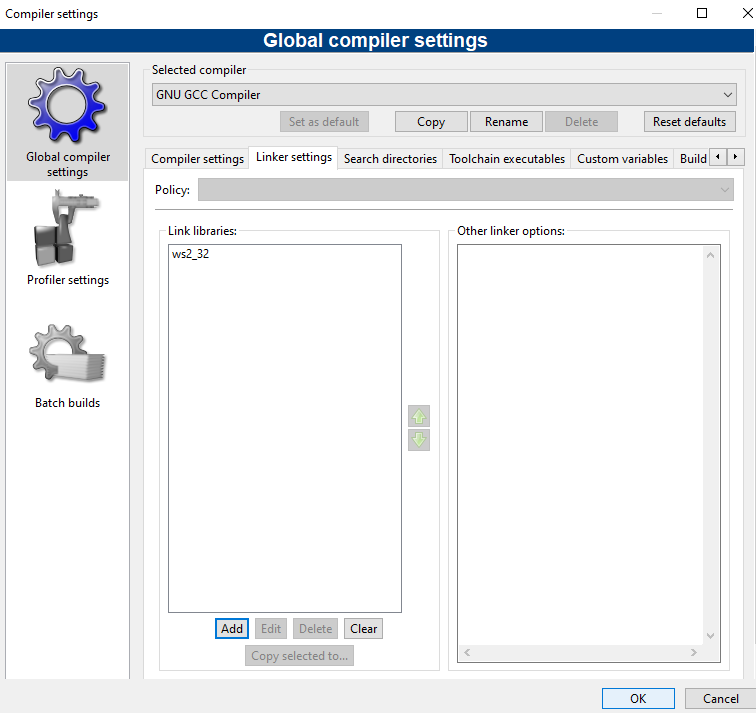 Compiler settings
Global compiler settings
Global compiler
settings
Profiler settings
Batch builds
Selected compiler
GNU GCC Compiler
Set as default
Copy
Rename
Delete
Reset defaults
Compiler settings
Linker settings
Search directories
Toolchain executables
Custom variables
Build
Policy:
Link libraries:
ws2_32
Add
Edit
Delete
Clear
Copy selected to...
Other linker options:
OK
Cancel